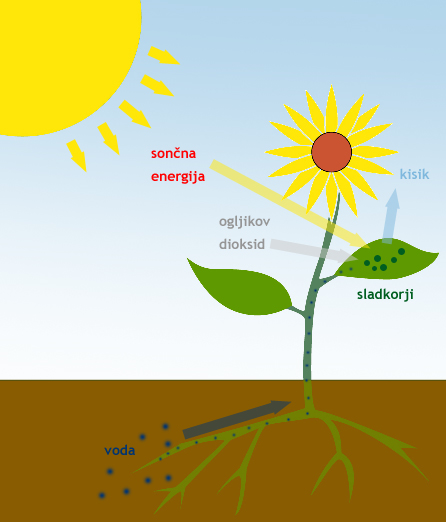 sončna
energija
kisik
ogljikov
dioksid
sladkorji
voda